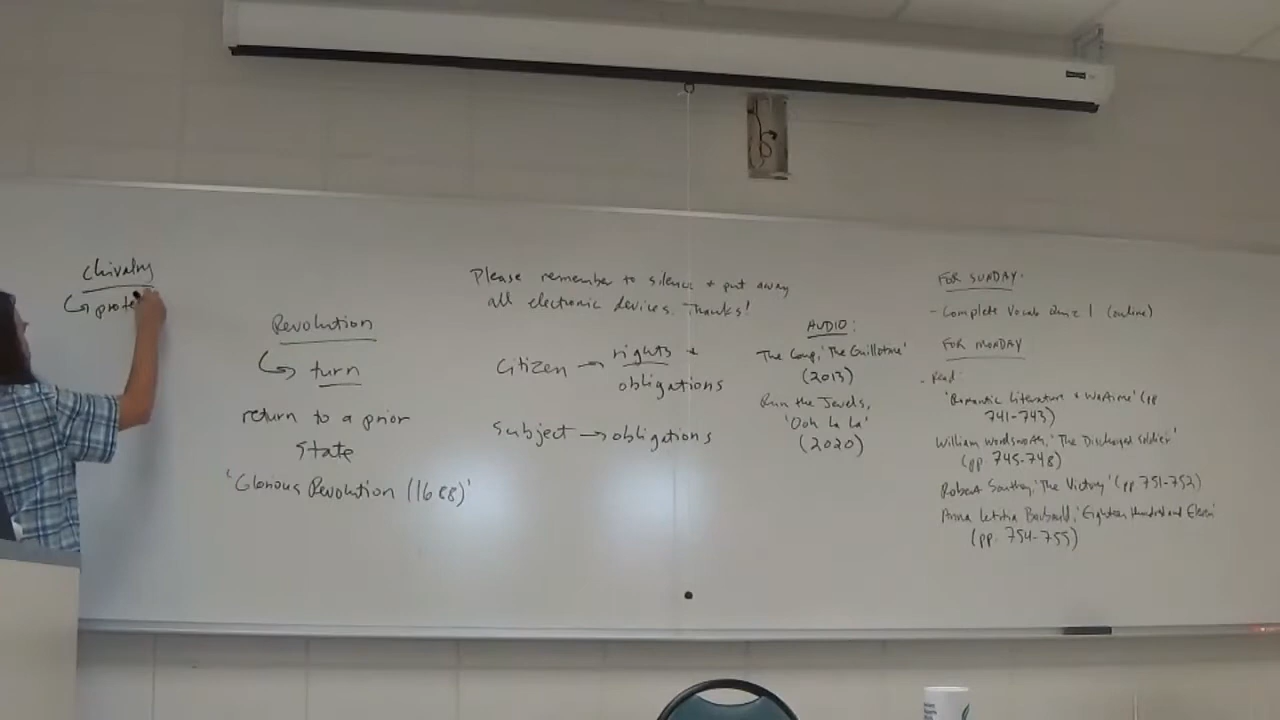 Chivalry
↳ prote
Revolution
↳ turn
return to a prior
state
'Glorious Revolution (1688)'
Please remember to silence + put away
all electronic devices. Thanks!
Citizen → rights +
obligations
Subject → obligations
AUDIO:
The Coup, 'The Guillotine'
(2013)
Run the Jewels,
'Ooh La La'
(2020)
FOR SUNDAY:
- Complete Vocab Quiz 1 (online)
FOR MONDAY
- Read:
'Romantic Literature + Wartime' (pp
741-743)
William Wordsworth, 'The Discharged Soldier'
(pp 745-748)
Robert Southey, 'The Victory' (pp 751-752)
Anna Letitia Barbauld, 'Eighteen Hundred and Eleven'
(pp. 754-755)